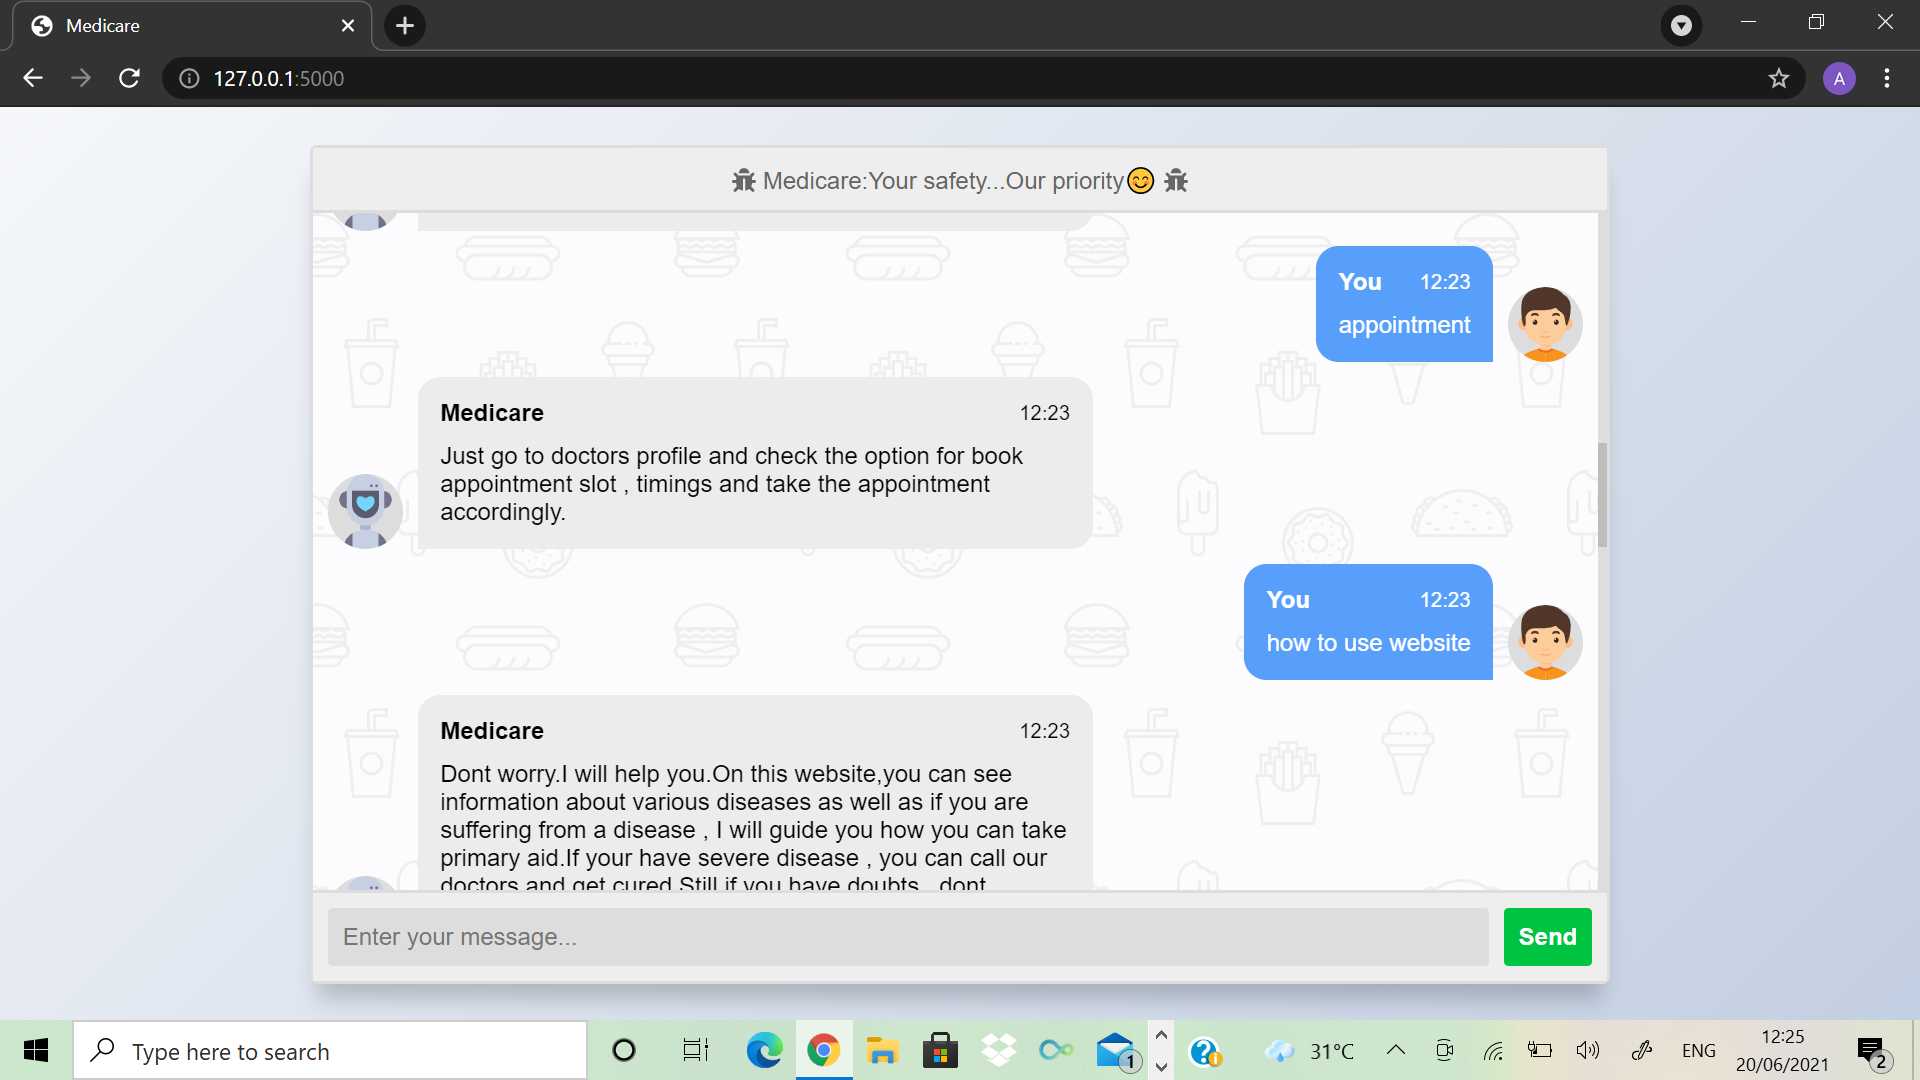 Medicare
127.0.0.1:5000
A
Medicare:Your safety...Our priority😊
You 12:23
appointment
Medicare 12:23
Just go to doctors profile and check the option for book
appointment slot , timings and take the appointment
accordingly.
You 12:23
how to use website
Medicare 12:23
Dont worry.I will help you.On this website,you can see
information about various diseases as well as if you are
suffering from a disease , I will guide you how you can take
primary aid.If your have severe disease , you can call our
doctors and get cured.Still if you have doubts , dont
Enter your message...
Send
Type here to search
1
31°C
ENG
12:25
20/06/2021
2